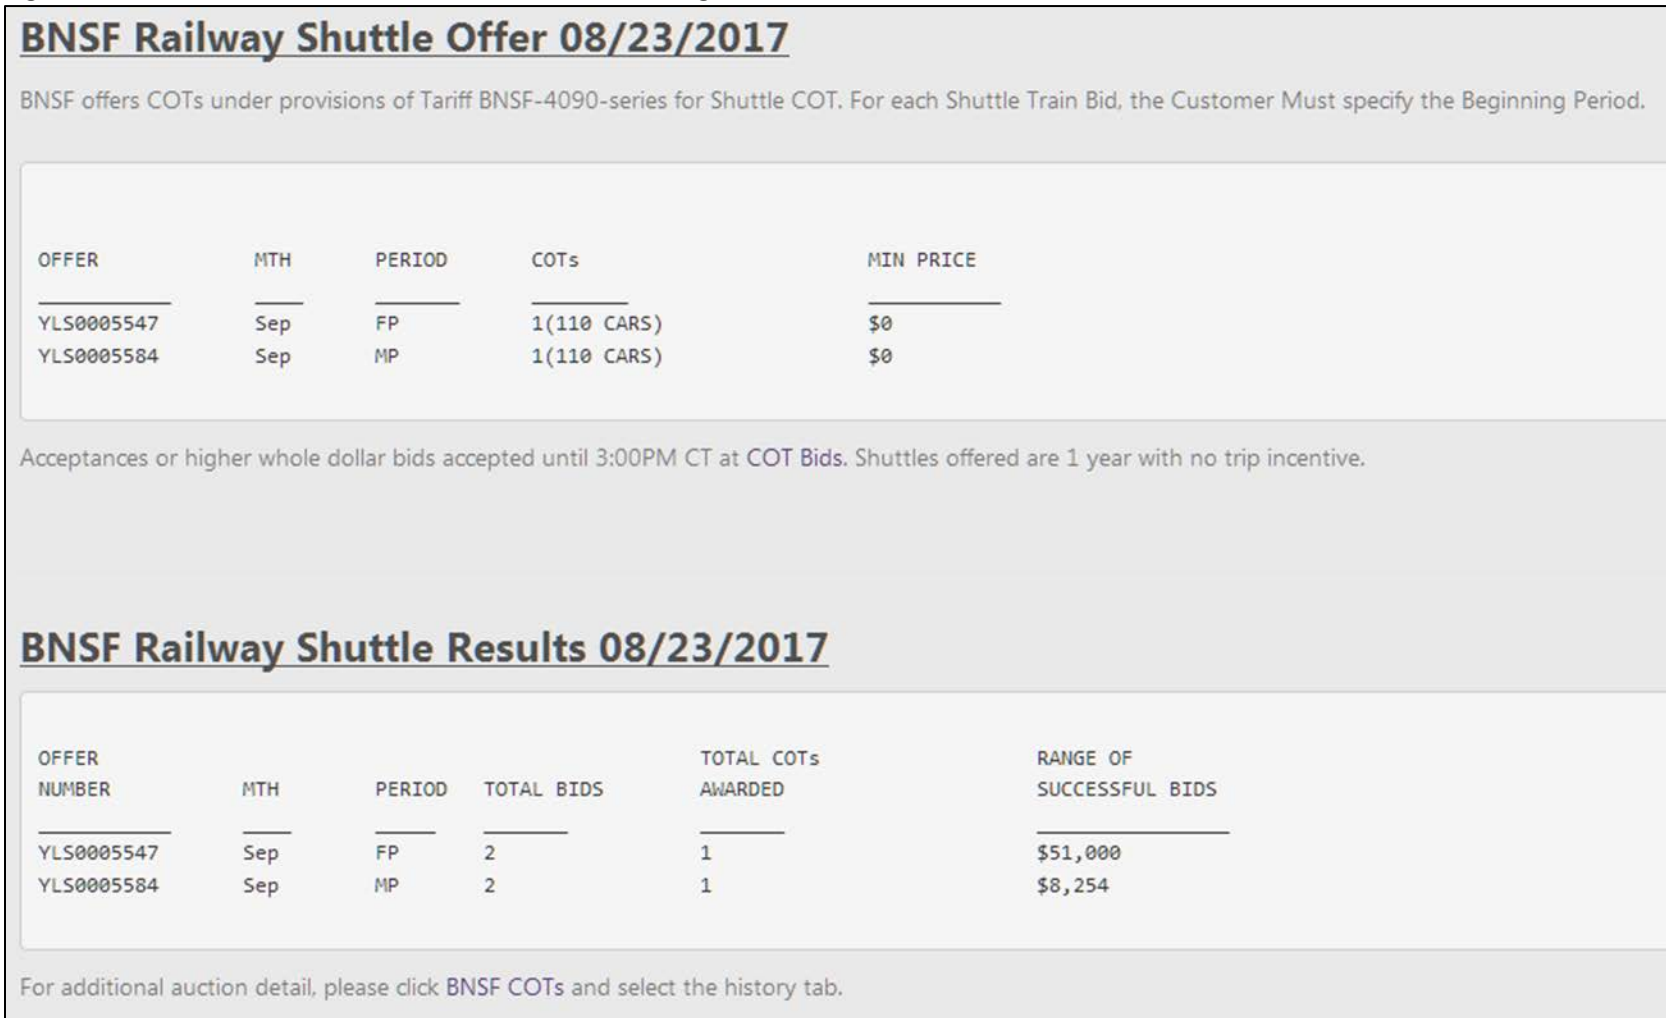 BNSF Railway Shuttle Offer 08/23/2017
BNSF offers COTs under provisions of Tariff BNSF-4090-series for Shuttle COT. For each Shuttle Train Bid, the Customer Must specify the Beginning Period.
OFFER MTH PERIOD COTs MIN PRICE
YLS0005547 Sep FP 1(110 CARS) $0
YLS0005584 Sep MP 1(110 CARS) $0
Acceptances or higher whole dollar bids accepted until 3:00PM CT at COT Bids. Shuttles offered are 1 year with no trip incentive.
BNSF Railway Shuttle Results 08/23/2017
OFFER TOTAL COTs RANGE OF
NUMBER MTH PERIOD TOTAL BIDS AWARDED SUCCESSFUL BIDS
YLS0005547 Sep FP 2 1 $51,000
YLS0005584 Sep MP 2 1 $8,254
For additional auction detail, please click BNSF COTs and select the history tab.